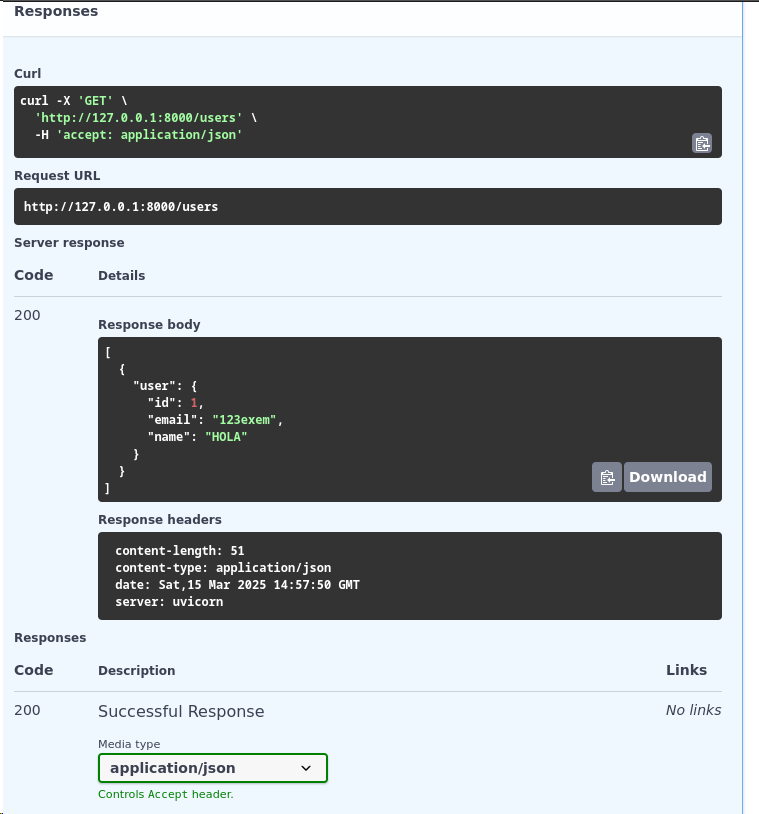 Responses
Curl
curl -X 'GET' \
  'http://127.0.0.1:8000/users' \
  -H 'accept: application/json'
Request URL
http://127.0.0.1:8000/users
Server response
Code Details
200
Response body
[
  {
    "user": {
      "id": 1,
      "email": "123exem",
      "name": "HOLA"
    }
  }
]
Download
Response headers
content-length: 51
content-type: application/json
date: Sat,15 Mar 2025 14:57:50 GMT
server: uvicorn
Responses
Code Description Links
200 Successful Response No links
Media type
application/json
Controls Accept header.